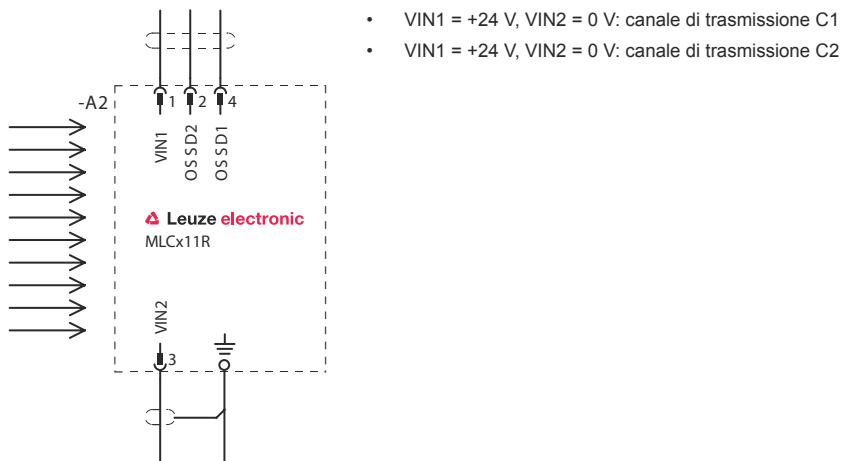 • VIN1 = +24 V, VIN2 = 0 V: canale di trasmissione C1
• VIN1 = +24 V, VIN2 = 0 V: canale di trasmissione C2
-A2
1 2 4
VIN1
OSSD2
OSSD1
Leuze electronic
MLCx11R
VIN2
3